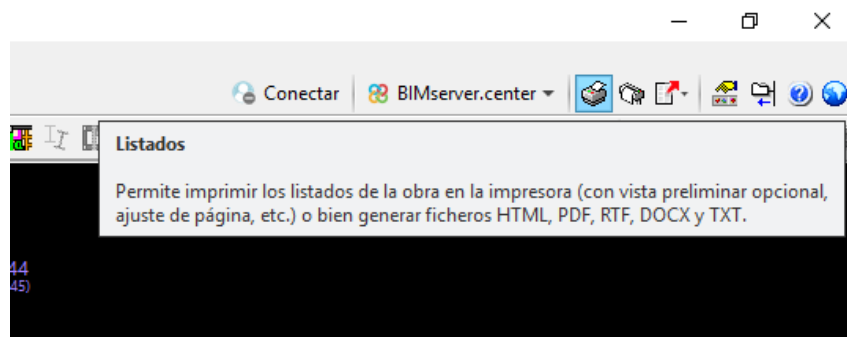 Conectar BIMserver.center
Listados
Permite imprimir los listados de la obra en la impresora (con vista preliminar opcional,
ajuste de página, etc.) o bien generar ficheros HTML, PDF, RTF, DOCX y TXT.
44
45)